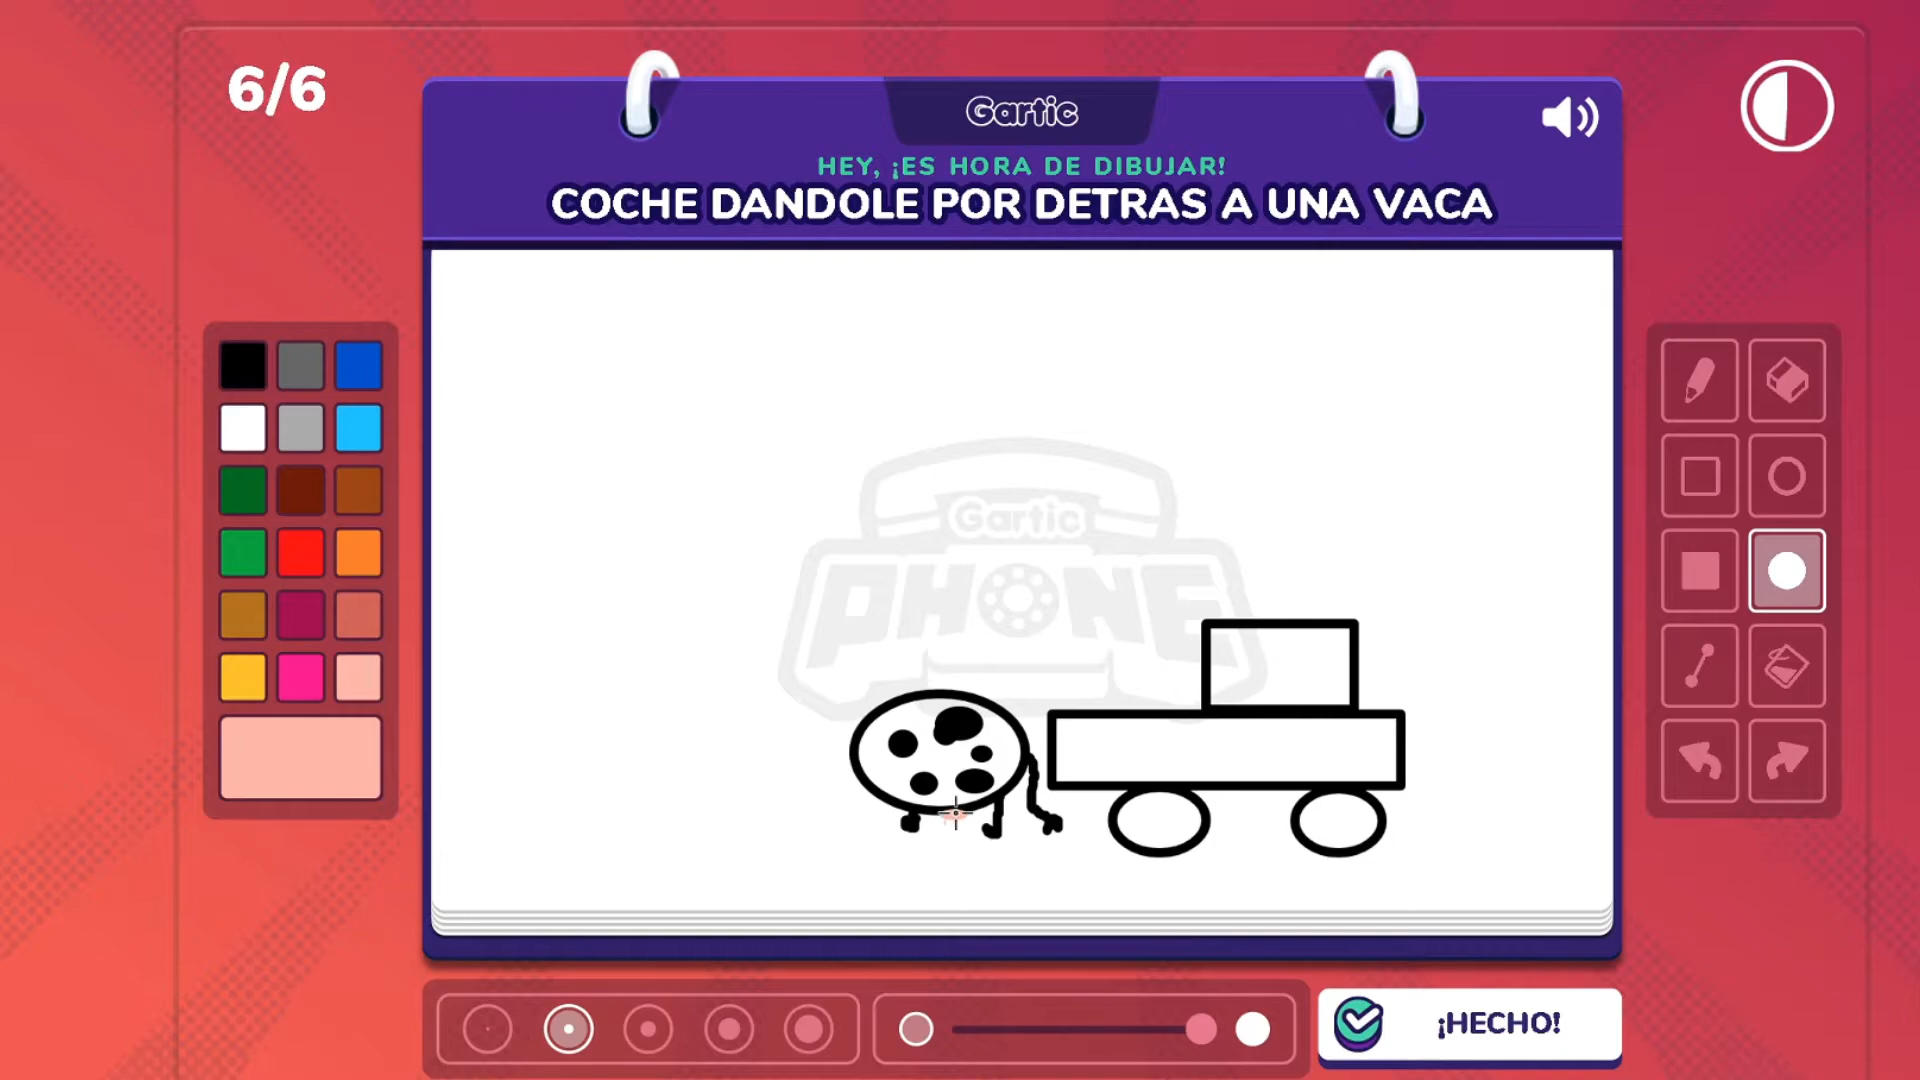 6/6
Gartic
HEY, ¡ES HORA DE DIBUJAR!
COCHE DANDOLE POR DETRAS A UNA VACA
Gartic
PHONE
¡HECHO!